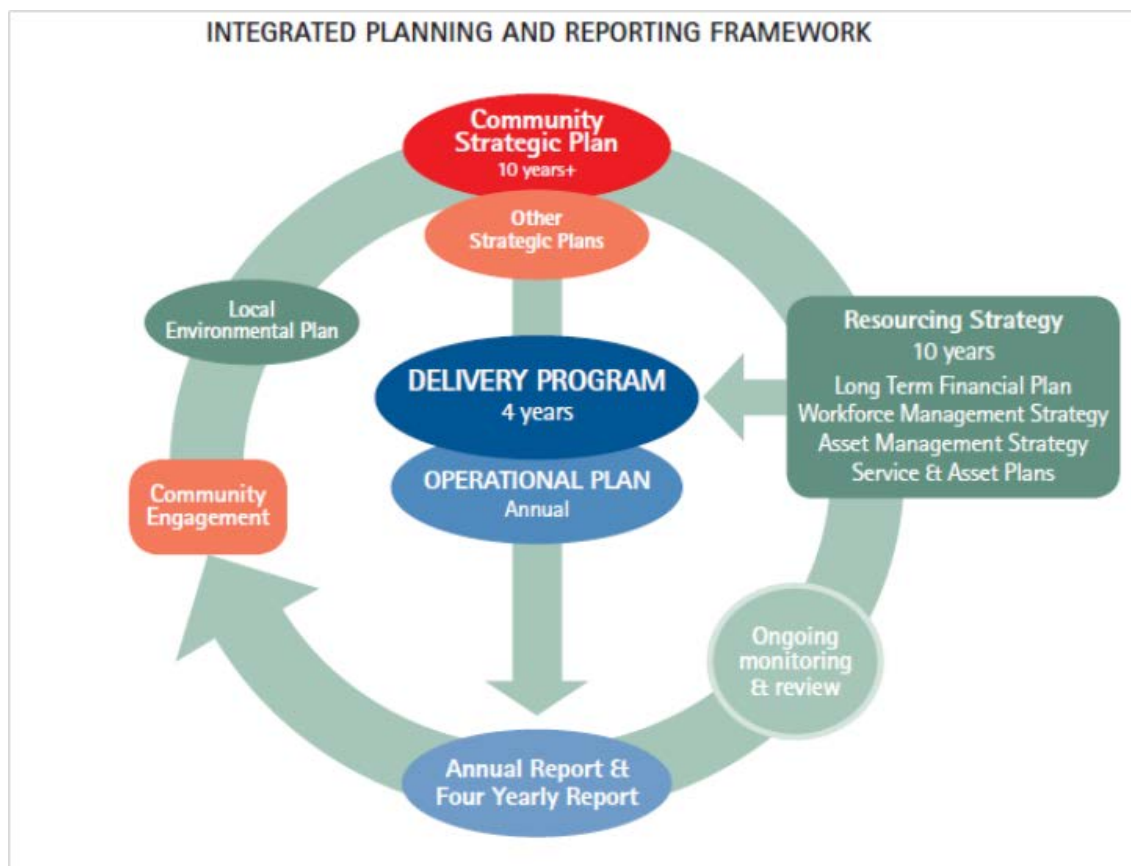 INTEGRATED PLANNING AND REPORTING FRAMEWORK
Community
Strategic Plan
10 years+
Other
Strategic Plans
Local
Environmental Plan
Resourcing Strategy
10 years
Long Term Financial Plan
Workforce Management Strategy
Asset Management Strategy
Service & Asset Plans
DELIVERY PROGRAM
4 years
OPERATIONAL PLAN
Annual
Community
Engagement
Ongoing
monitoring
& review
Annual Report &
Four Yearly Report